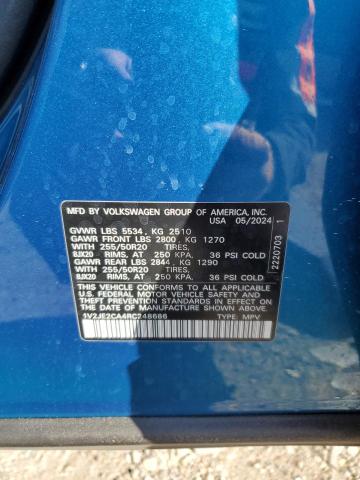 MFD. BY VOLKSWAGEN GROUP OF AMERICA, INC.
USA 05/2024
GVWR LBS 5534, KG 2510
GAWR FRONT LBS 2800, KG 1270
WITH 255/50R20 TIRES,
8JX20 RIMS, AT 250 KPA, 36 PSI COLD
GAWR REAR LBS 2844, KG 1290
WITH 255/50R20 TIRES,
8JX20 RIMS, AT 250 KPA, 36 PSI COLD
THIS VEHICLE CONFORMS TO ALL APPLICABLE
FEDERAL MOTOR VEHICLE SAFETY AND
THEFT PREVENTION STANDARDS IN EFFECT ON
THE DATE OF MANUFACTURE SHOWN ABOVE.
1V2JE2CA4RC248686 TYPE: MPV
2220703 1